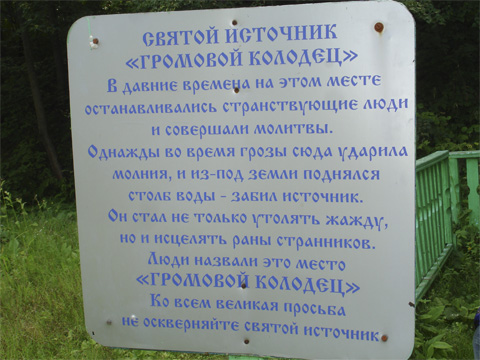 СВЯТОЙ ИСТОЧНИК
«ГРОМОВОЙ КОЛОДЕЦ»
В давние времена на этом месте
останавливались странствующие люди
и совершали молитвы.
Однажды во время грозы сюда ударила
молния, и из-под земли поднялся
столб воды - забил источник.
Он стал не только утолять жажду,
но и исцелять раны странников.
Люди назвали это место
«ГРОМОВОЙ КОЛОДЕЦ»
Ко всем великая просьба
не оскверняйте святой источник